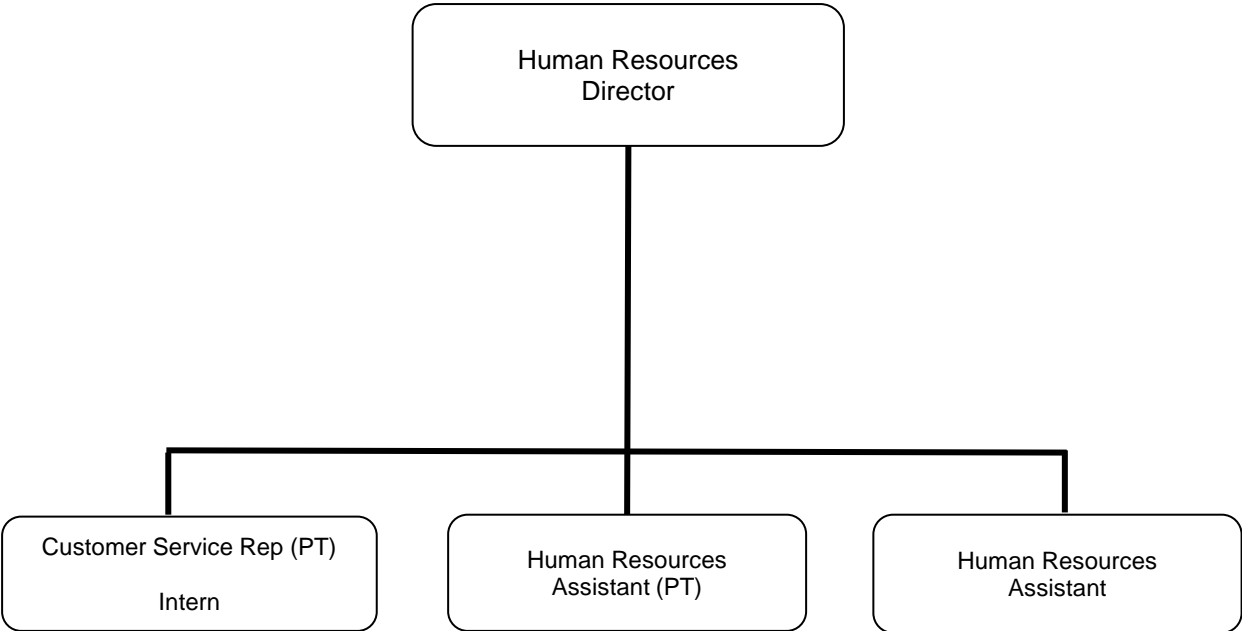 Human Resources
Director
Customer Service Rep (PT)
Intern
Human Resources
Assistant (PT)
Human Resources
Assistant